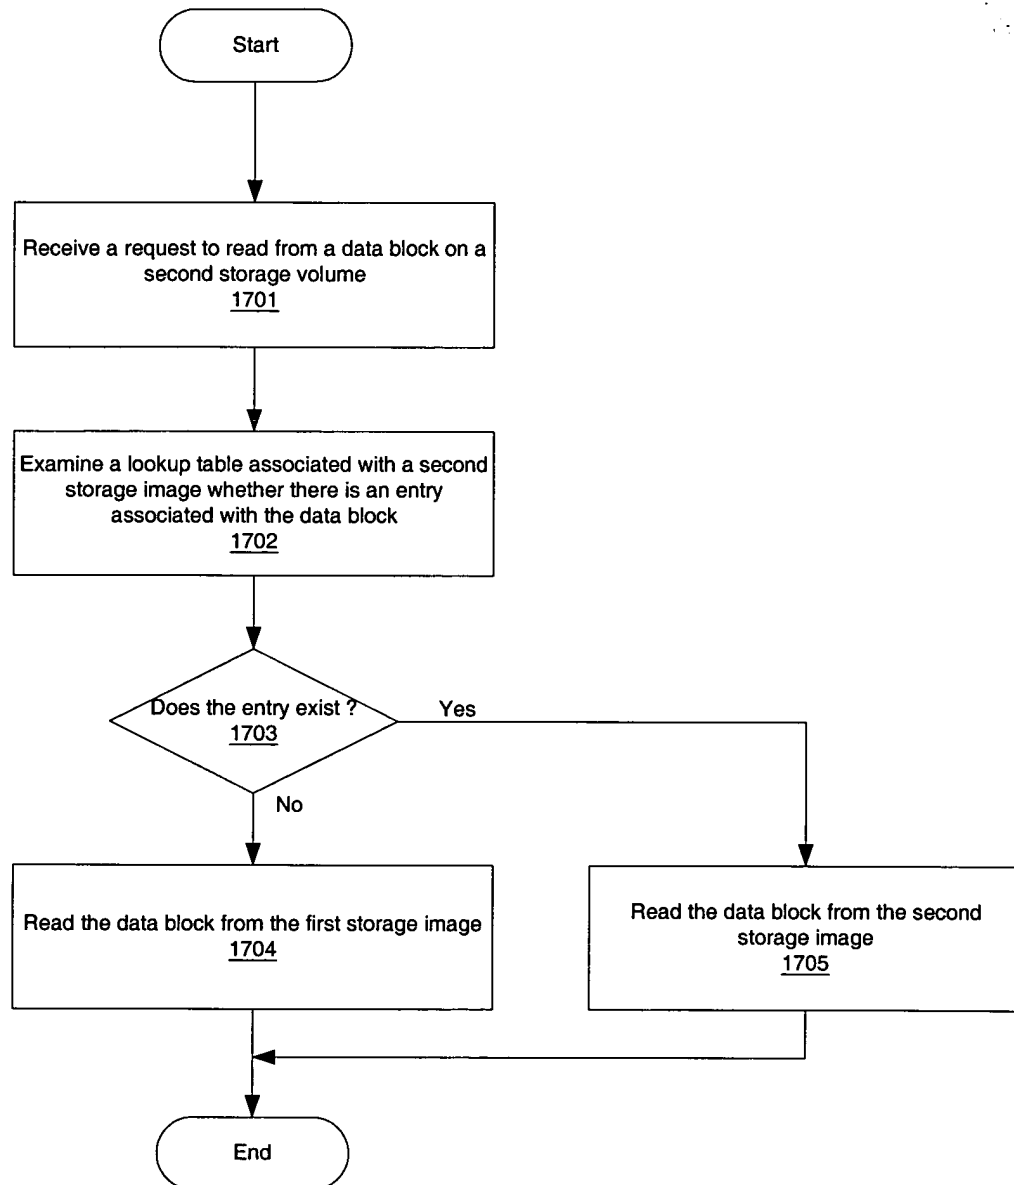 Start
Receive a request to read from a data block on a
second storage volume
1701
Examine a lookup table associated with a second
storage image whether there is an entry
associated with the data block
1702
Does the entry exist ?
1703
Yes
No
Read the data block from the first storage image
1704
Read the data block from the second
storage image
1705
End